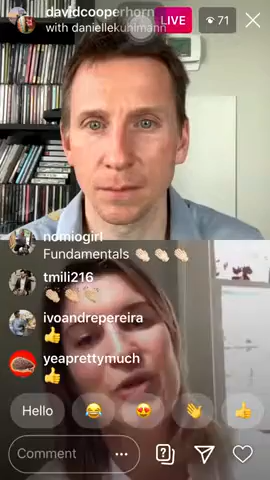 davidcooperhorn
with daniellekuhlmann
LIVE
71
nomiogirl
Fundamentals 👏🏻 👏🏻 👏🏻
tmili216
👏🏻 👏🏻 👏🏻
ivoandrepereira
👍
yeaprettymuch
👍
Hello 😂 😍 👋 👍
Comment